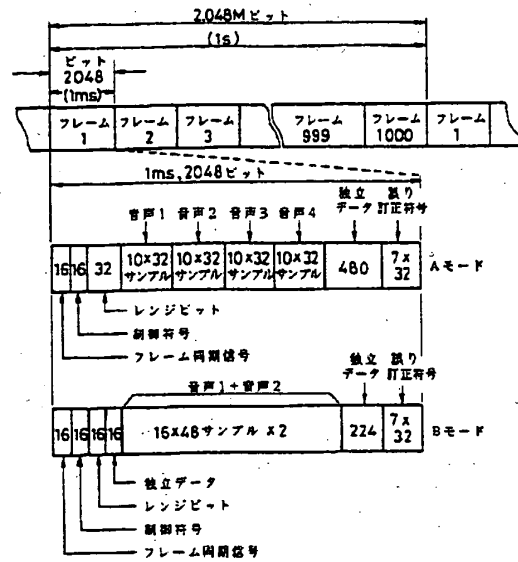 2.048Mビット
(1s)
ビット
2048
(1ms)
フレーム
1
フレーム
2
フレーム
3
フレーム
999
フレーム
1000
フレーム
1
1ms,2048ビット
音声1 音声2 音声3 音声4
独立
データ
誤り
訂正符号
16 16 32
10×32
サンプル
10×32
サンプル
10×32
サンプル
10×32
サンプル
480
7×
32
Aモード
レンジビット
制御符号
フレーム同期信号
音声1+音声2
独立
データ
誤り
訂正符号
16 16 16 16
16×48サンプル ×2
224
7×
32
Bモード
独立データ
レンジビット
制御符号
フレーム同期信号